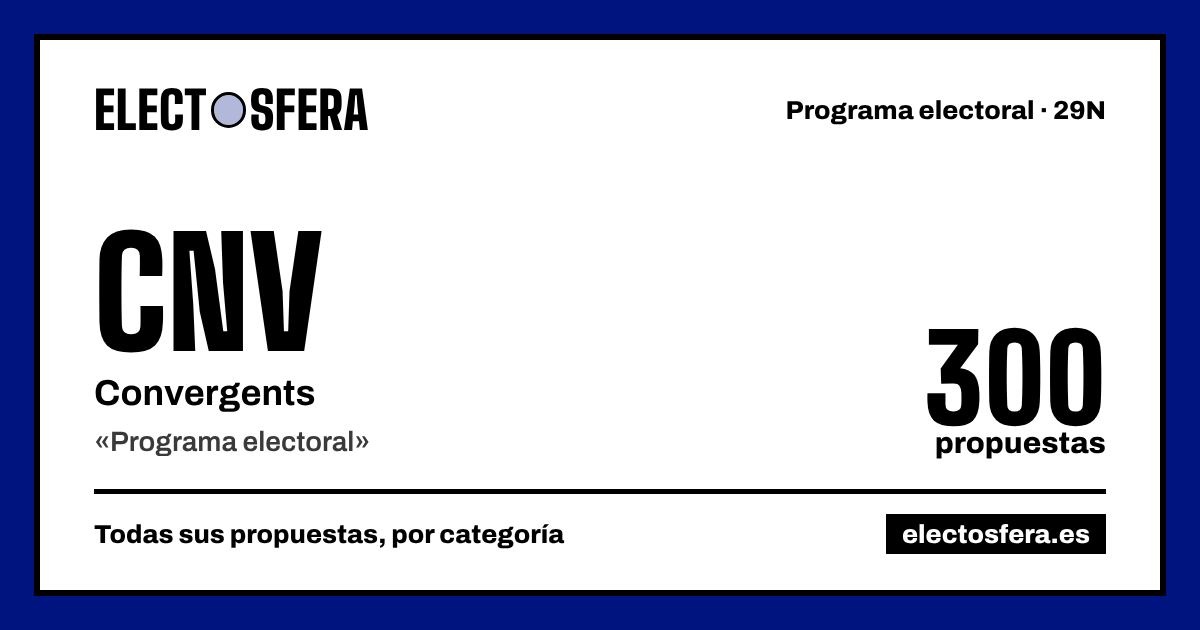 ELECTOSFERA
Programa electoral · 29N
CNV
Convergents
«Programa electoral»
300
propuestas
Todas sus propuestas, por categoría
electosfera.es